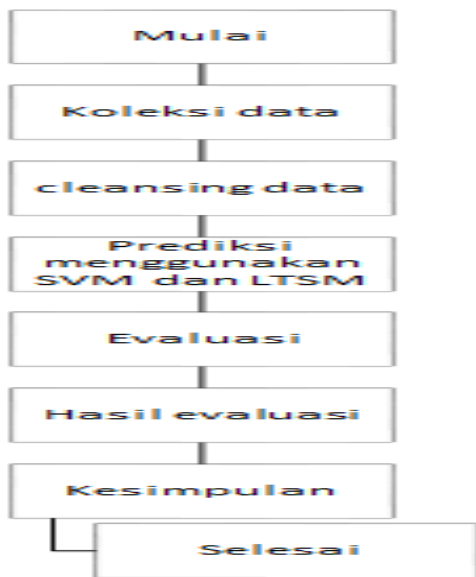 Mulai
Koleksi data
cleansing data
Prediksi
menggunakan
SVM dan LTSM
Evaluasi
Hasil evaluasi
Kesimpulan
Selesai